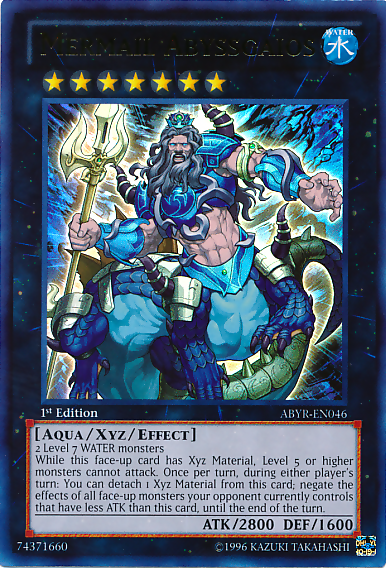 MERMAIL ABYSSGAIOS
WATER
水
1st Edition
ABYR-EN046
[AQUA/XYZ/EFFECT]
2 Level 7 WATER monsters
While this face-up card has Xyz Material, Level 5 or higher
monsters cannot attack. Once per turn, during either player's
turn: You can detach 1 Xyz Material from this card; negate the
effects of all face-up monsters your opponent currently controls
that have less ATK than this card, until the end of the turn.
ATK/2800 DEF/1600
74371660
©1996 KAZUKI TAKAHASHI